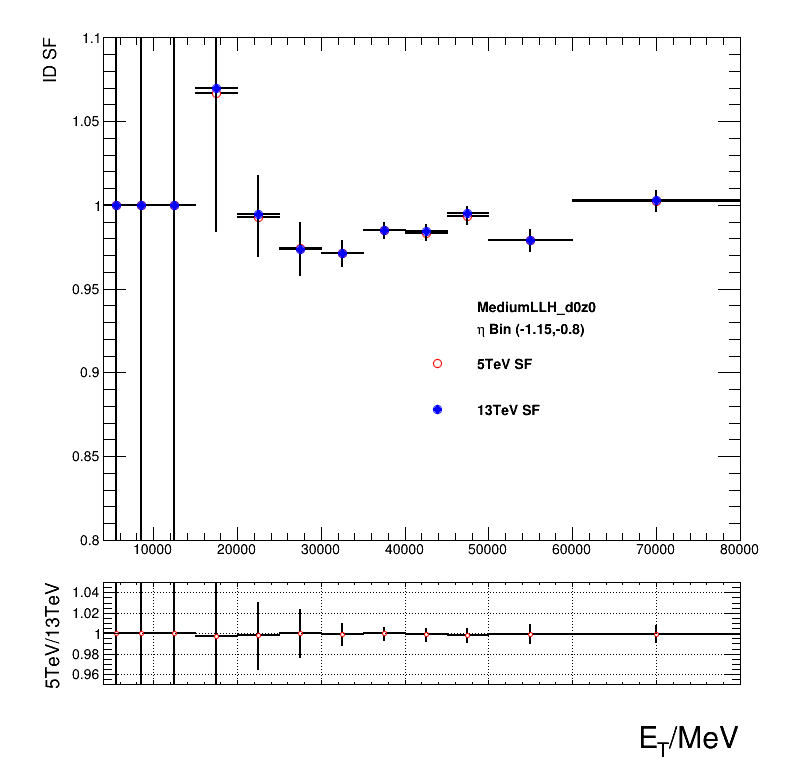 ID SF
1.1
1.05
1
0.95
0.9
0.85
0.8
MediumLLH_d0z0
η Bin (-1.15,-0.8)
5TeV SF
13TeV SF
10000 20000 30000 40000 50000 60000 70000 80000
5TeV/13TeV
1.04
1.02
1
0.98
0.96
E_T/MeV